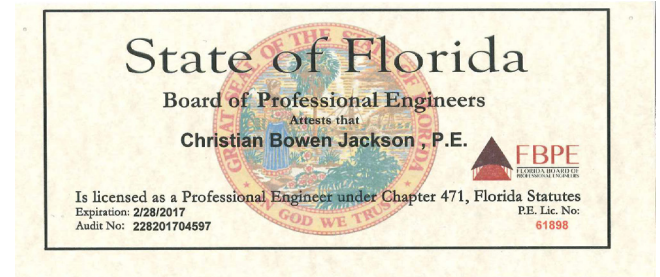 State of Florida
Board of Professional Engineers
Attests that
Christian Bowen Jackson , P.E.
FBPE
FLORIDA BOARD OF
PROFESSIONAL ENGINEERS
GREAT SEAL OF THE STATE OF FLORIDA
IN GOD WE TRUST
Is licensed as a Professional Engineer under Chapter 471, Florida Statutes
Expiration: 2/28/2017
P.E. Lic. No:
Audit No: 228201704597
61898